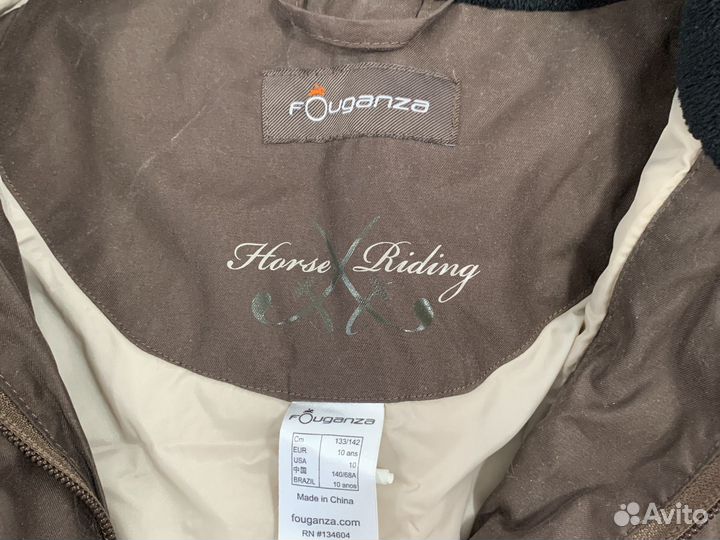 FOuganza
Horse Riding
FOuganza
Cm 133/142
EUR 10 ans
USA 10
中国 140/68A
BRAZIL 10 anos
Made in China
fouganza.com
RN #134604
Avito